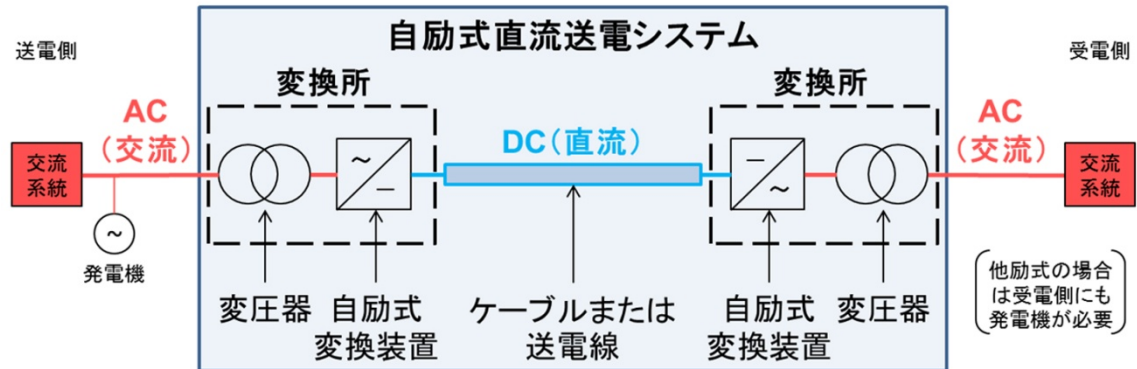 自励式直流送電システム
送電側
受電側
変換所
変換所
AC
（交流）
DC（直流）
AC
（交流）
交流
系統
~
~
–
–
~
交流
系統
発電機
変圧器
自励式
変換装置
ケーブルまたは
送電線
自励式
変換装置
変圧器
他励式の場合
は受電側にも
発電機が必要